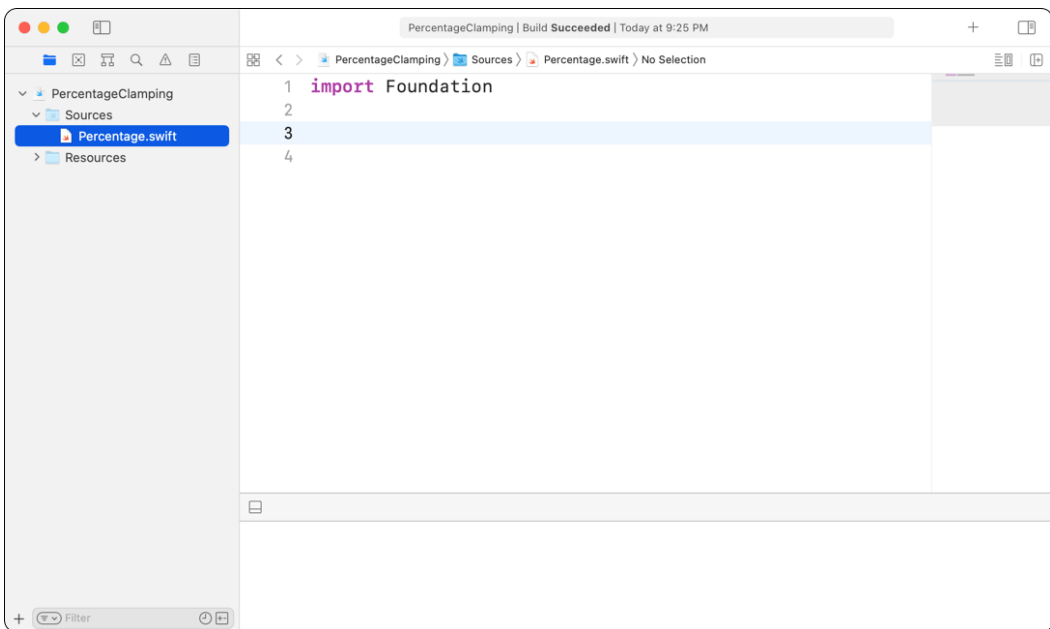 PercentageClamping | Build Succeeded | Today at 9:25 PM
PercentageClamping
Sources
Percentage.swift
Resources
PercentageClamping 〉 Sources 〉 Percentage.swift 〉 No Selection
1 import Foundation
2
3
4
Filter